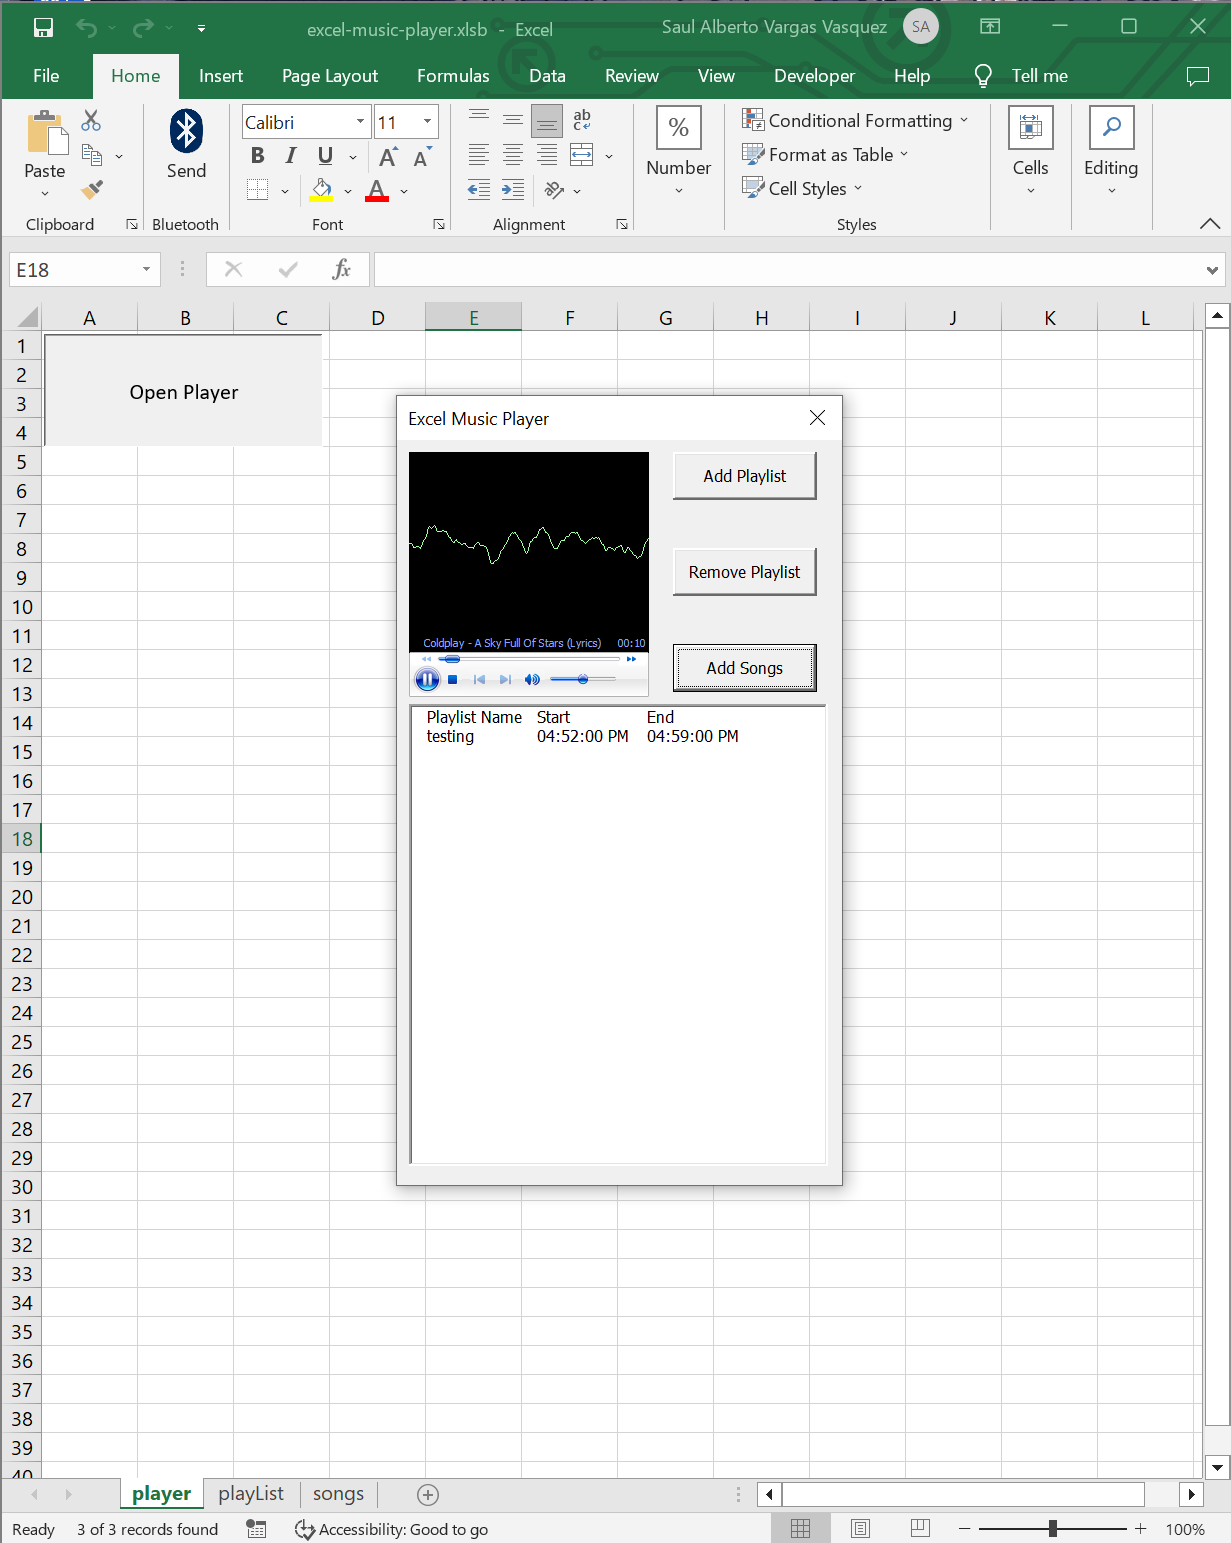 excel-music-player.xlsb - Excel
Saul Alberto Vargas Vasquez
SA
File Home Insert Page Layout Formulas Data Review View Developer Help Tell me
Calibri 11
ab
c
%
Conditional Formatting
Format as Table
Cell Styles
B I U A A
A
Paste Send Number Cells Editing
Clipboard Bluetooth Font Alignment Styles
E18
fx
A B C D E F G H I J K L
1
2
3
4
5
6
7
8
9
10
11
12
13
14
15
16
17
18
19
20
21
22
23
24
25
26
27
28
29
30
31
32
33
34
35
36
37
38
39
40
Open Player
Excel Music Player
Add Playlist
Remove Playlist
Add Songs
Coldplay - A Sky Full Of Stars (Lyrics) 00:10
Playlist Name Start End
testing 04:52:00 PM 04:59:00 PM
player playList songs
Ready 3 of 3 records found Accessibility: Good to go 100%